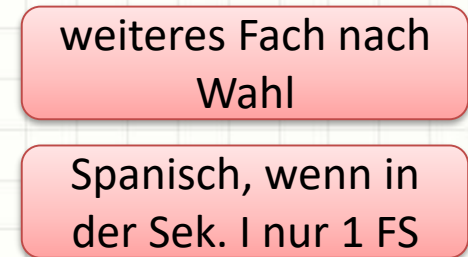 weiteres Fach nach
Wahl
Spanisch, wenn in
der Sek. I nur 1 FS